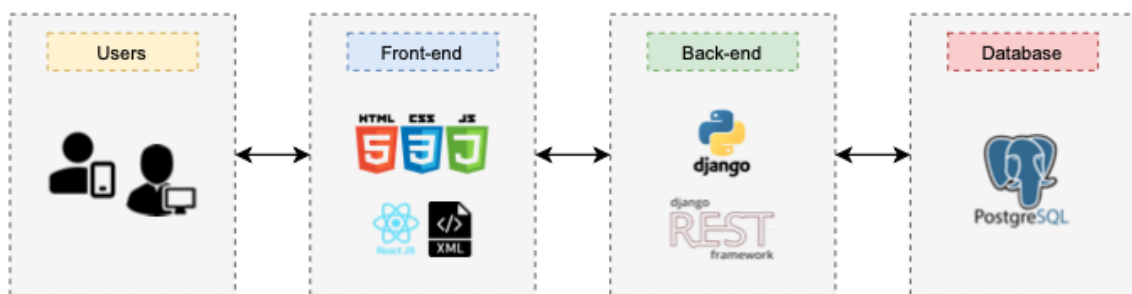 Users
Front-end
HTML CSS JS
5 3 J
React JS
</>
XML
Back-end
django
django
REST
framework
Database
PostgreSQL